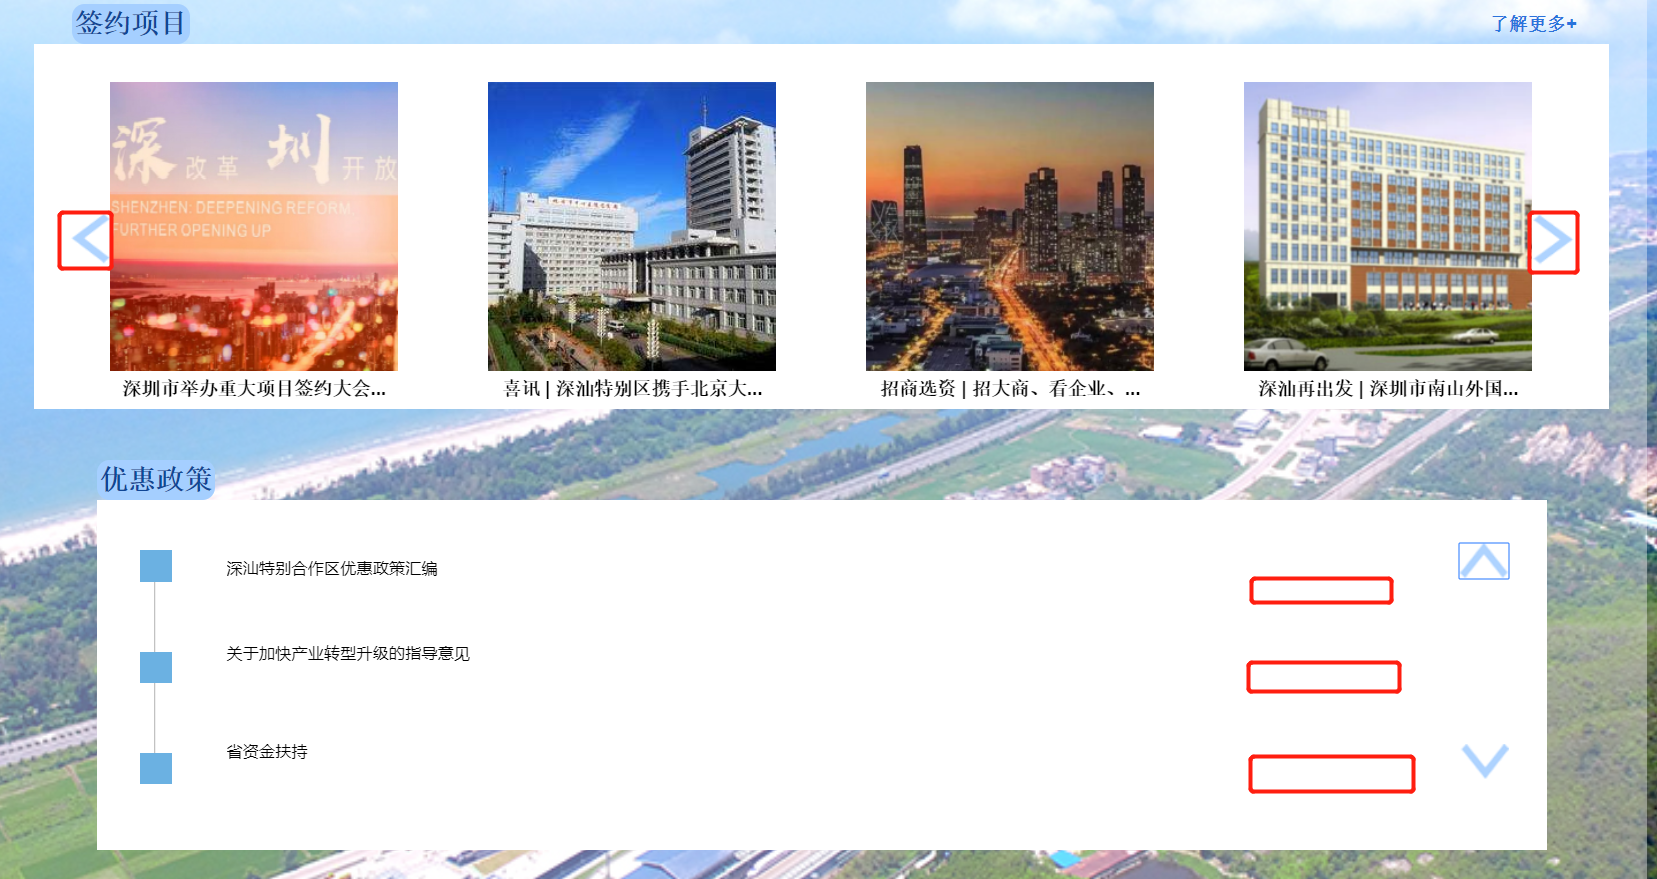 签约项目
了解更多+
深 改革 圳 开放
SHENZHEN: DEEPENING REFORM
FURTHER OPENING UP
深圳市举办重大项目签约大会...
喜讯 | 深汕特别区携手北京大...
招商选资 | 招大商、看企业、...
深汕再出发 | 深圳市南山外国...
优惠政策
深汕特别合作区优惠政策汇编
关于加快产业转型升级的指导意见
省资金扶持